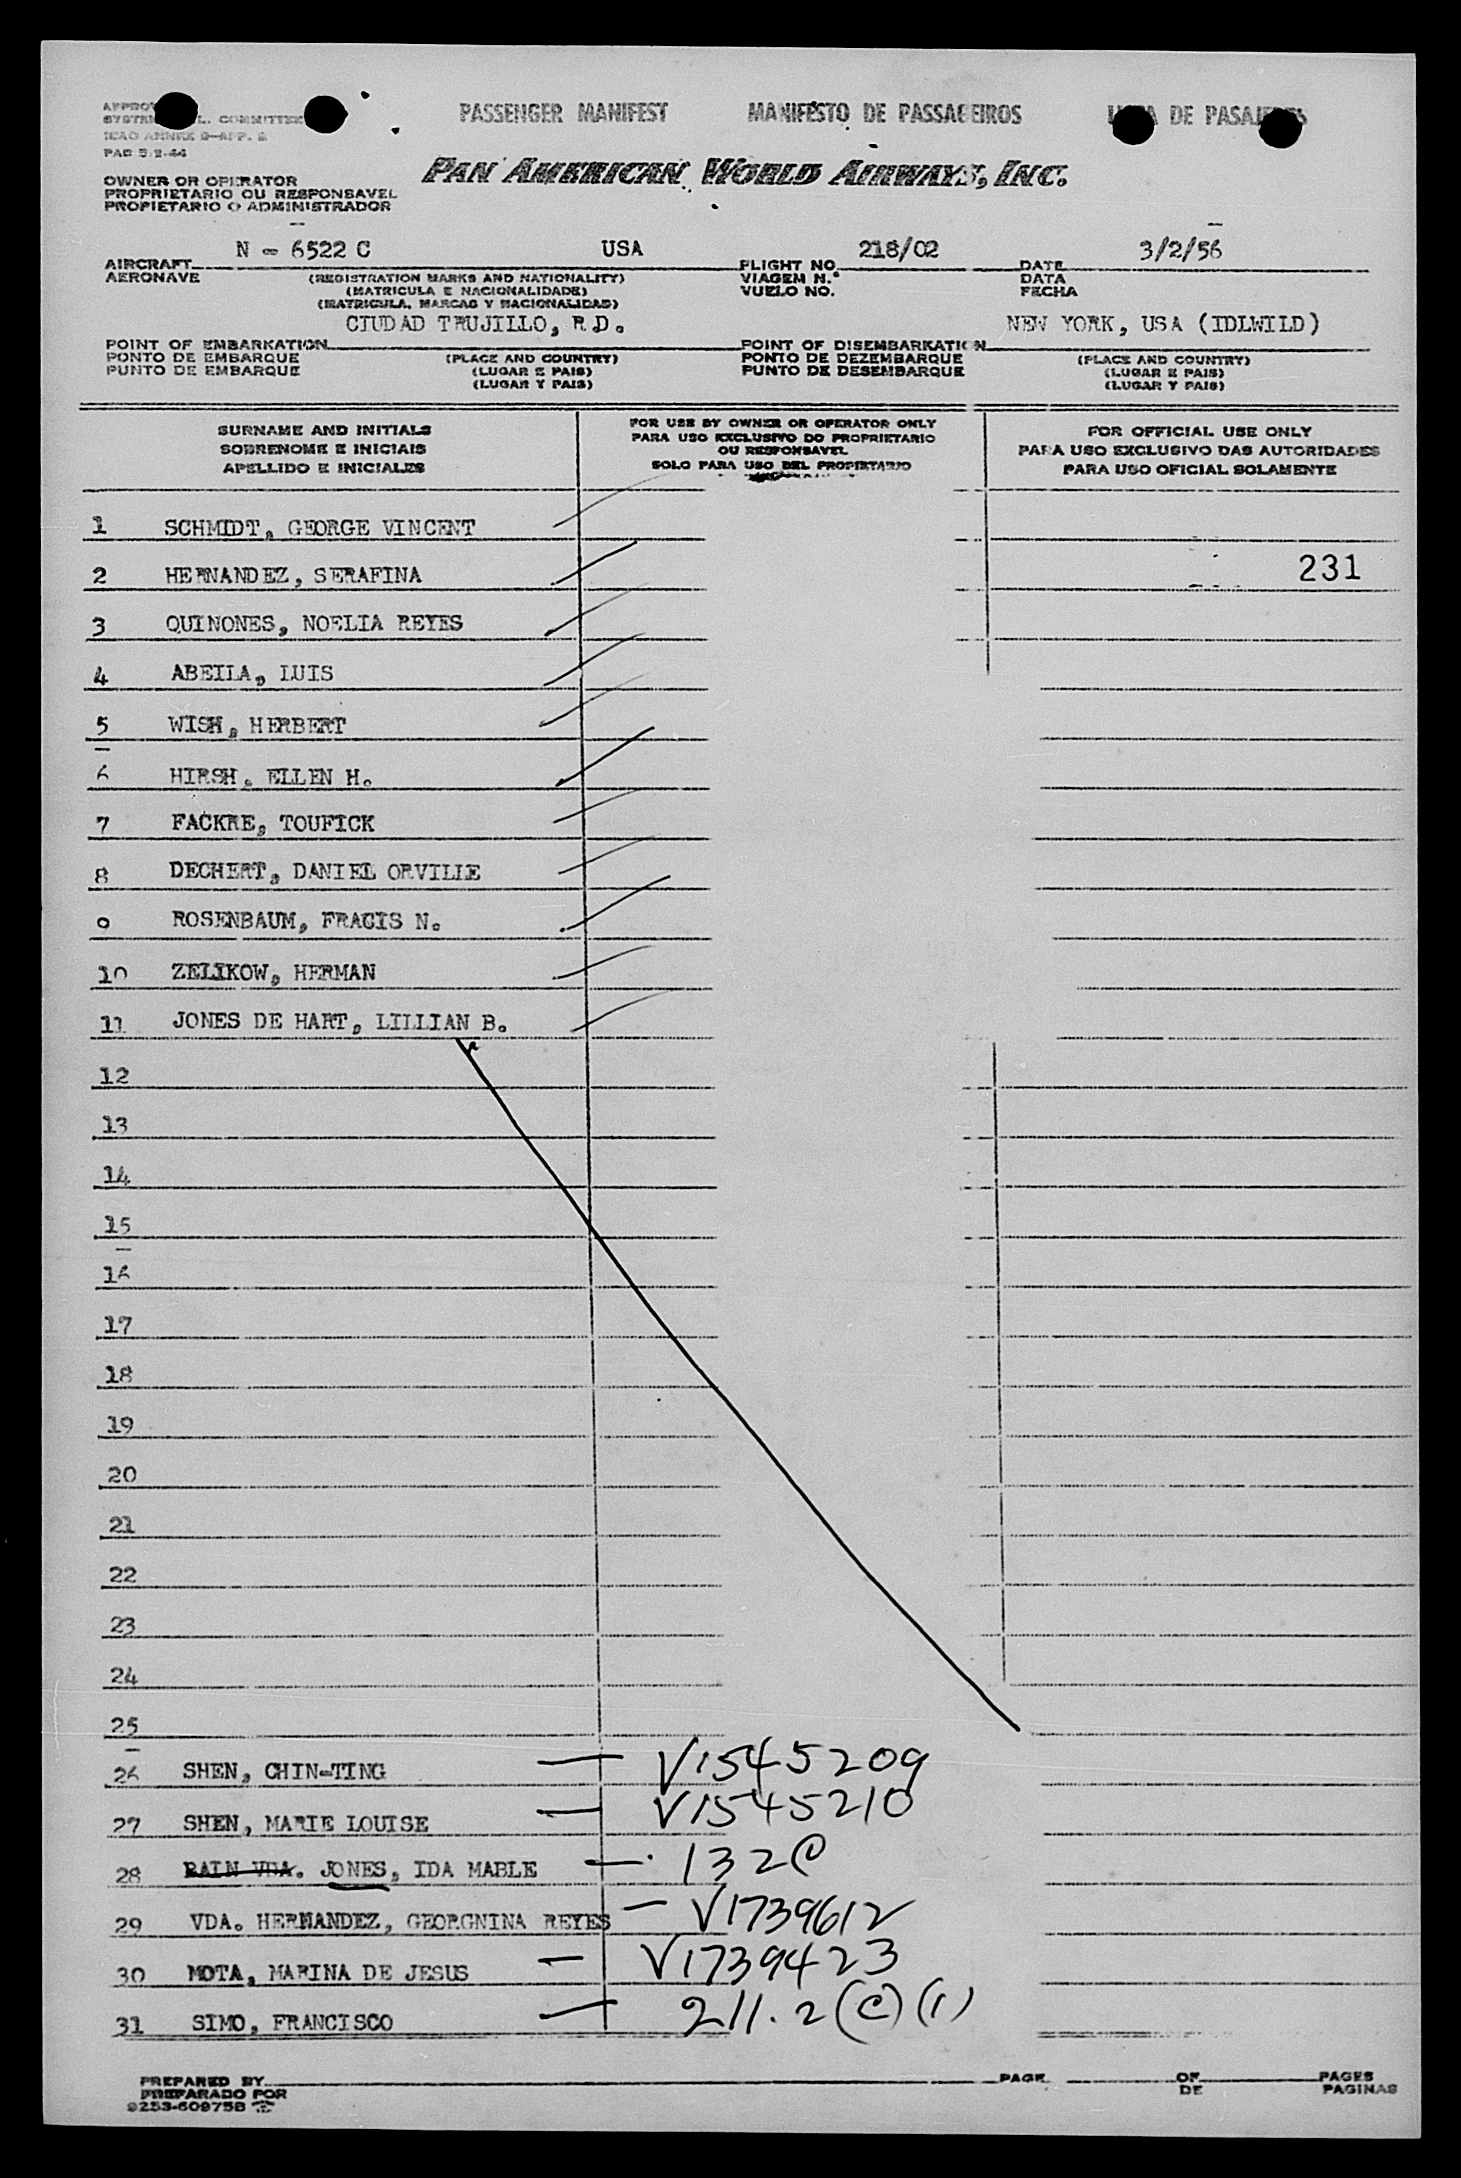 PASSENGER MANIFEST MANIFESTO DE PASSAGEIROS DE
L. COMMITTEE
ICAO ANNEX 9-APP. 2
PAN AMERICAN WORLD AIRWAYS, INC.
OWNER OR OPERATOR
PROPRIETARIO OU RESPONSAVEL
PROPIETARIO O ADMINISTRADOR
N - 6522 C USA 218/02 3/2/56
AIRCRAFT FLIGHT NO. DATE
AERONAVE (REGISTRATION MARKS AND NATIONALITY) VIAGEM N.º DATA
(MATRICULA E NACIONALIDADE) VUELO NO. FECHA
(MATRICULA, MARCAS Y NACIONALIDAD)
CIUDAD TRUJILLO, R.D. NEW YORK, USA (IDLWILD)
POINT OF EMBARKATION POINT OF DISEMBARKATION
PONTO DE EMBARQUE (PLACE AND COUNTRY) PONTO DE DEZEMBARQUE (PLACE AND COUNTRY)
PUNTO DE EMBARQUE (LUGAR E PAIS) PUNTO DE DESEMBARQUE (LUGAR E PAIS)
(LUGAR Y PAIS) (LUGAR Y PAIS)
SURNAME AND INITIALS FOR USE BY OWNER OR OPERATOR ONLY FOR OFFICIAL USE ONLY
SOBRENOME E INICIAIS PARA USO EXCLUSIVO DO PROPRIETARIO PARA USO EXCLUSIVO DAS AUTORIDADES
OU RESPONSAVEL
APELLIDO E INICIALES SOLO PARA USO DEL PROPIETARIO PARA USO OFICIAL SOLAMENTE
1 SCHMIDT, GEORGE VINCENT
2 HERNANDEZ, SERAFINA 231
3 QUINONES, NOELIA REYES
4 ABEILA, LUIS
5 WISH, HERBERT
6 HIRSH, ELLEN H.
7 FACKRE, TOUFICK
8 DECHERT, DANIEL ORVILLE
9 ROSENBAUM, FRACIS N.
10 ZELIKOW, HERMAN
11 JONES DE HART, LILLIAN B.
12
13
14
15
16
17
18
19
20
21
22
23
24
25
26 SHEN, CHIN-TING — V1545209
27 SHEN, MARIE LOUISE — V1545210
28 RAIN VDA. JONES, IDA MABLE — 132@
29 VDA. HERNANDEZ, GEORGNINA REYES — V1739612
30 MOTA, MARINA DE JESUS — V1739423
31 SIMO, FRANCISCO — 211.2(C)(1)
PREPARED BY PAGE OF PAGES
PREPARADO POR DE PAGINAS